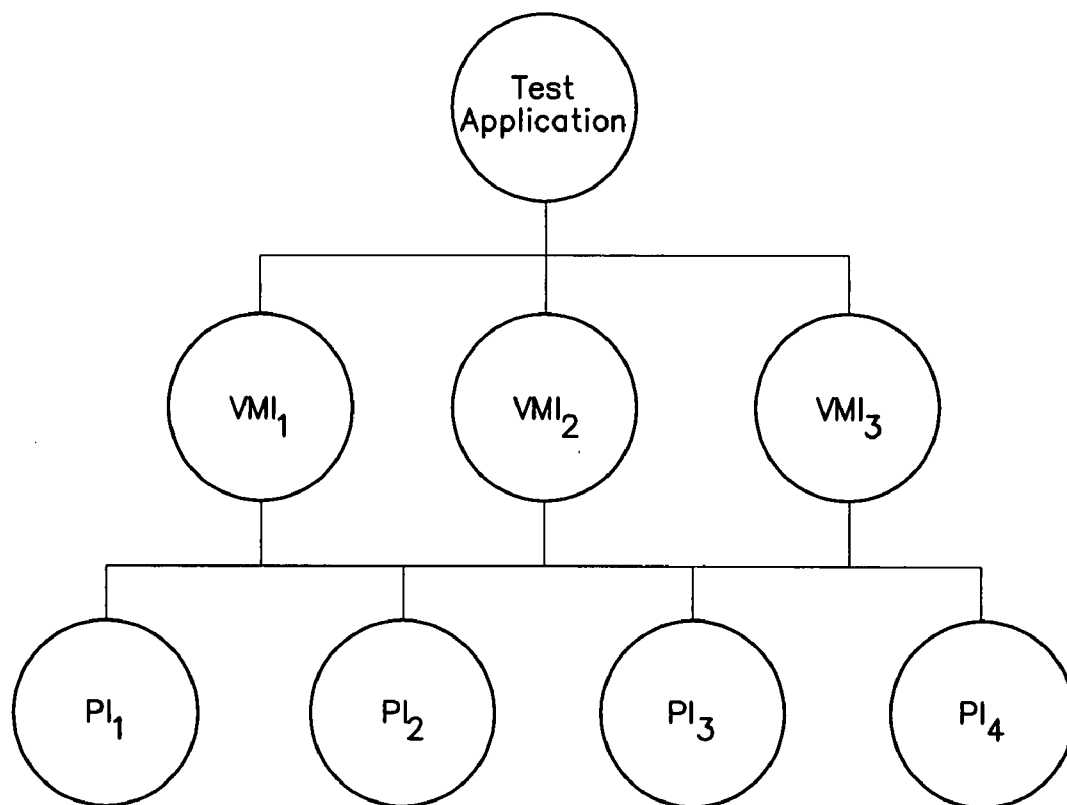 Test
Application
VMI₁
VMI₂
VMI₃
PI₁
PI₂
PI₃
PI₄